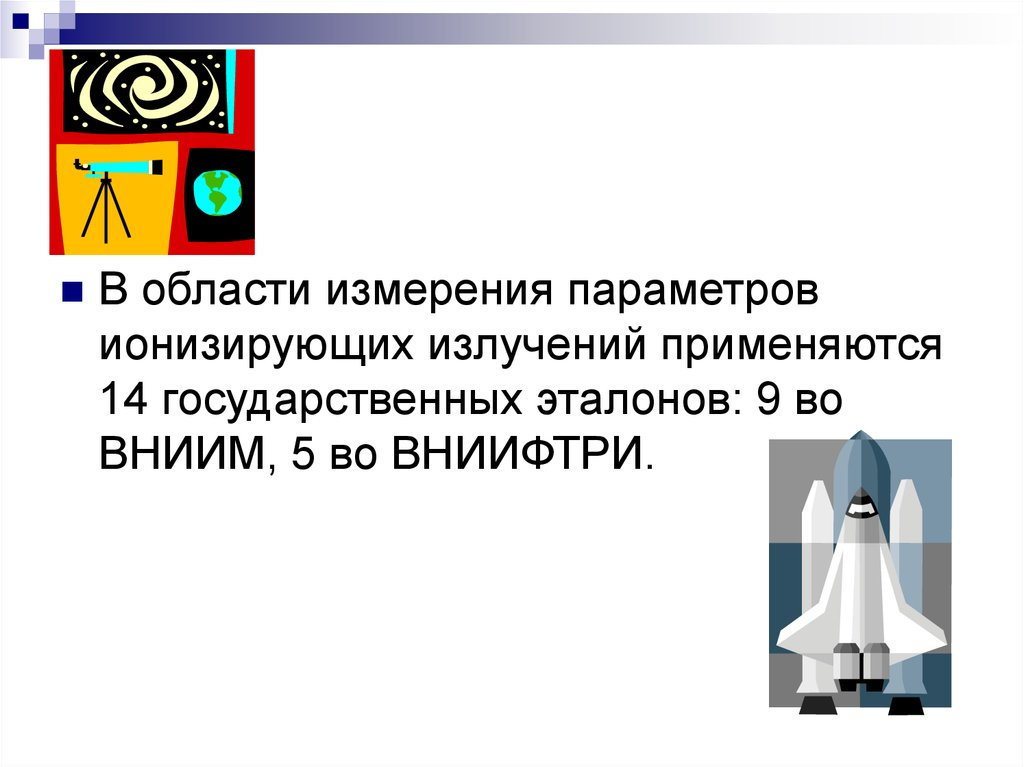 В области измерения параметров
ионизирующих излучений применяются
14 государственных эталонов: 9 во
ВНИИМ, 5 во ВНИИФТРИ.